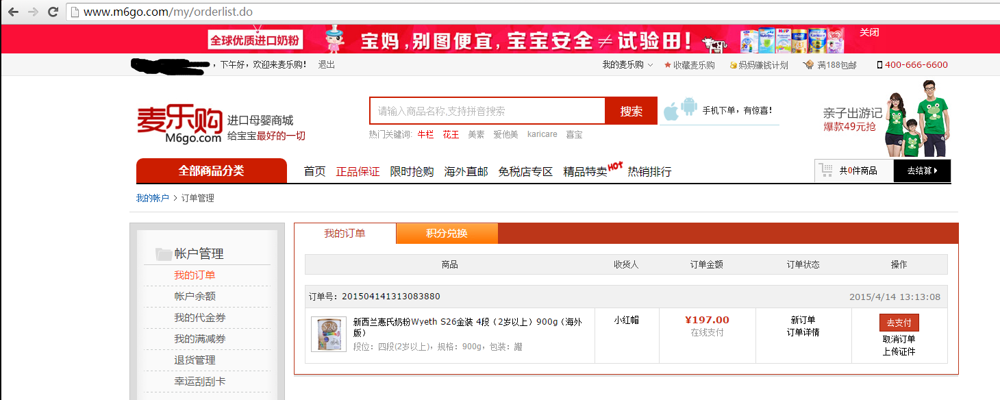 www.m6go.com/my/orderlist.do
全球优质进口奶粉
宝妈,别图便宜,宝宝安全≠试验田!
关闭
，下午好，欢迎来麦乐购! 退出
我的麦乐购 收藏麦乐购 妈妈赚钱计划 满188包邮 400-666-6600
麦乐购
M6go.com
进口母婴商城
给宝宝最好的一切
请输入商品名称,支持拼音搜索 搜索
手机下单，有惊喜!
热门关键词: 牛栏 花王 美素 爱他美 karicare 喜宝
亲子出游记
爆款49元抢
全部商品分类 首页 正品保证 限时抢购 海外直邮 免税店专区 精品特卖 HOT 热销排行
共0件商品 去结算
我的帐户 > 订单管理
帐户管理
我的订单
帐户余额
我的代金券
我的满减券
退货管理
幸运刮刮卡
我的订单 积分兑换
商品 收货人 订单金额 订单状态 操作
订单号：201504141313083880 2015/4/14 13:13:08
S26
新西兰惠氏奶粉Wyeth S26金装 4段（2岁以上）900g（海外
版）
段位：四段(2岁以上)，规格：900g，包装：罐
小红帽
¥197.00
在线支付
新订单
订单详情
去支付
取消订单
上传证件